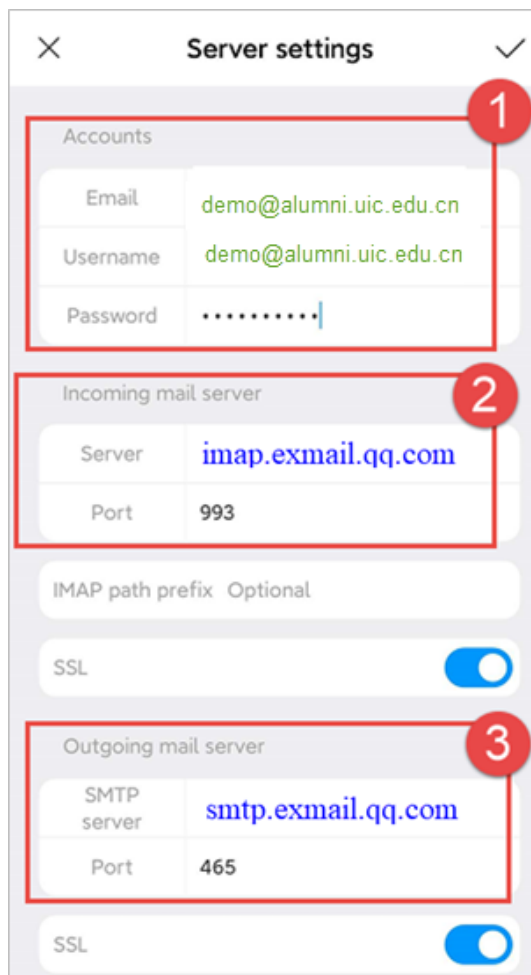 Server settings
1
Accounts
Email demo@alumni.uic.edu.cn
Username demo@alumni.uic.edu.cn
Password ••••••••••
2
Incoming mail server
Server imap.exmail.qq.com
Port 993
IMAP path prefix Optional
SSL
3
Outgoing mail server
SMTP server smtp.exmail.qq.com
Port 465
SSL